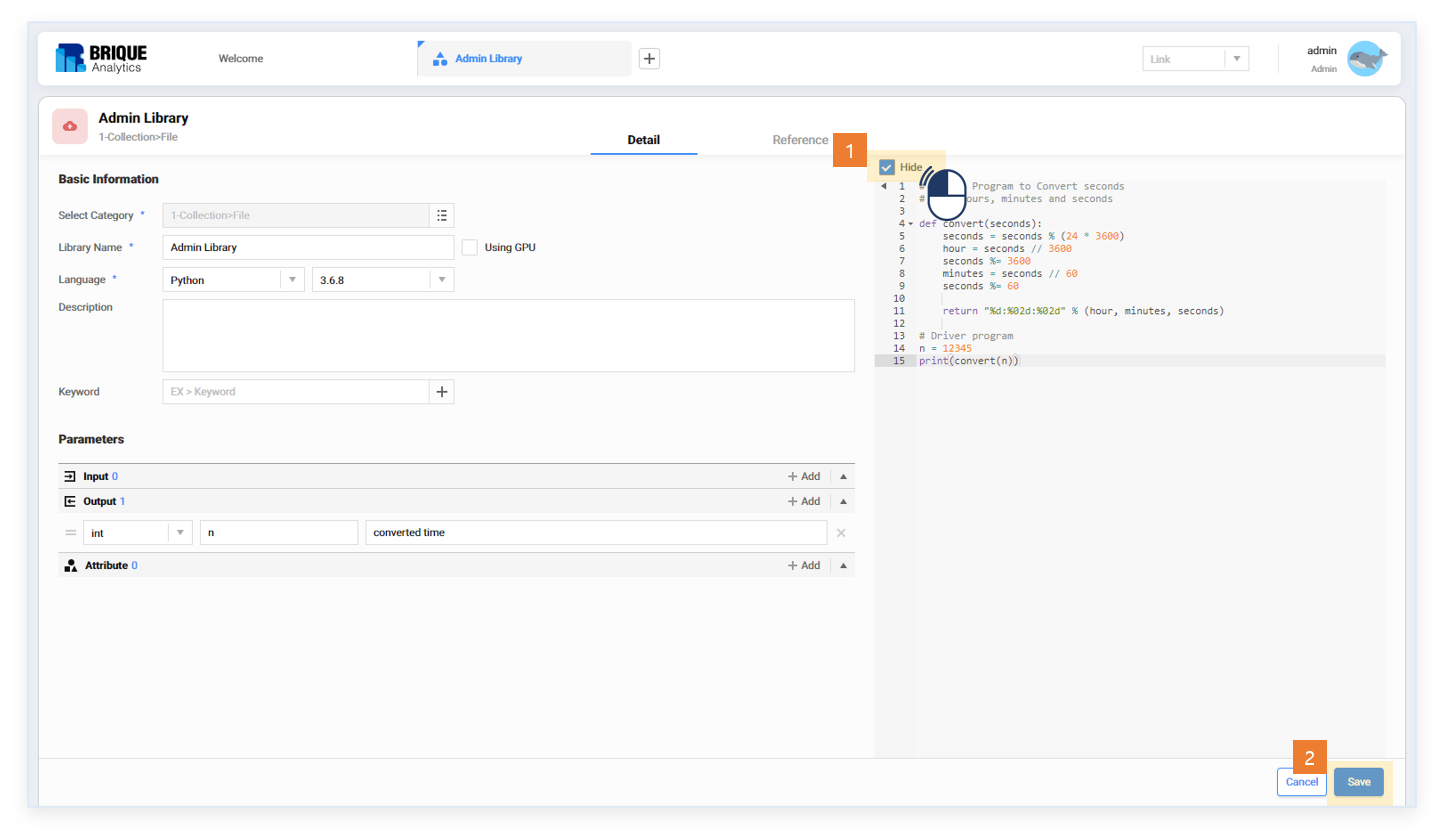 BRIQUE
Analytics
Welcome
Admin Library
Link
admin
Admin
Admin Library
1-Collection>File
Detail
Reference
1
Hide
Basic Information
Select Category *
1-Collection>File
Library Name *
Admin Library
Using GPU
Language *
Python
3.6.8
Description
Keyword
EX > Keyword
Parameters
Input 0
Add
Output 1
Add
int
n
converted time
Attribute 0
Add
1 # Program to Convert seconds
2 # ours, minutes and seconds
3
4 def convert(seconds):
5 seconds = seconds % (24 * 3600)
6 hour = seconds // 3600
7 seconds %= 3600
8 minutes = seconds // 60
9 seconds %= 60
10
11 return "%d:%02d:%02d" % (hour, minutes, seconds)
12
13 # Driver program
14 n = 12345
15 print(convert(n))
2
Cancel
Save